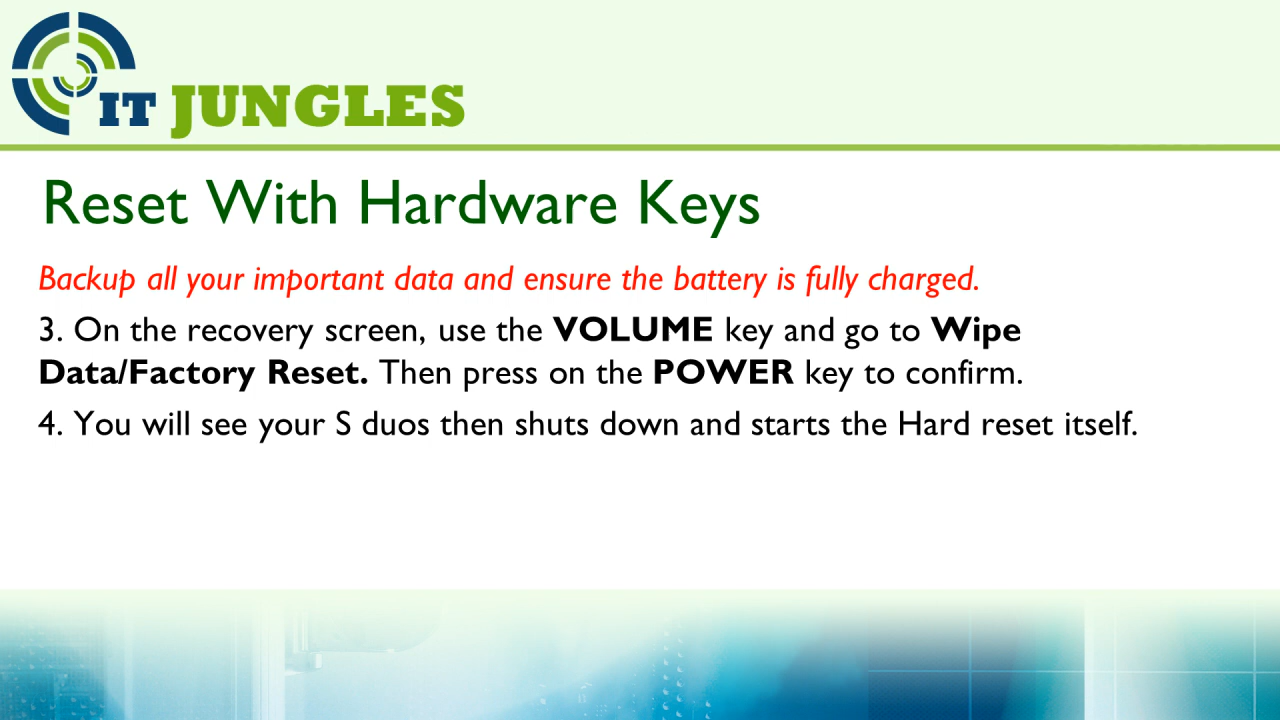 IT JUNGLES
Reset With Hardware Keys
Backup all your important data and ensure the battery is fully charged.
3. On the recovery screen, use the VOLUME key and go to Wipe
Data/Factory Reset. Then press on the POWER key to confirm.
4. You will see your S duos then shuts down and starts the Hard reset itself.